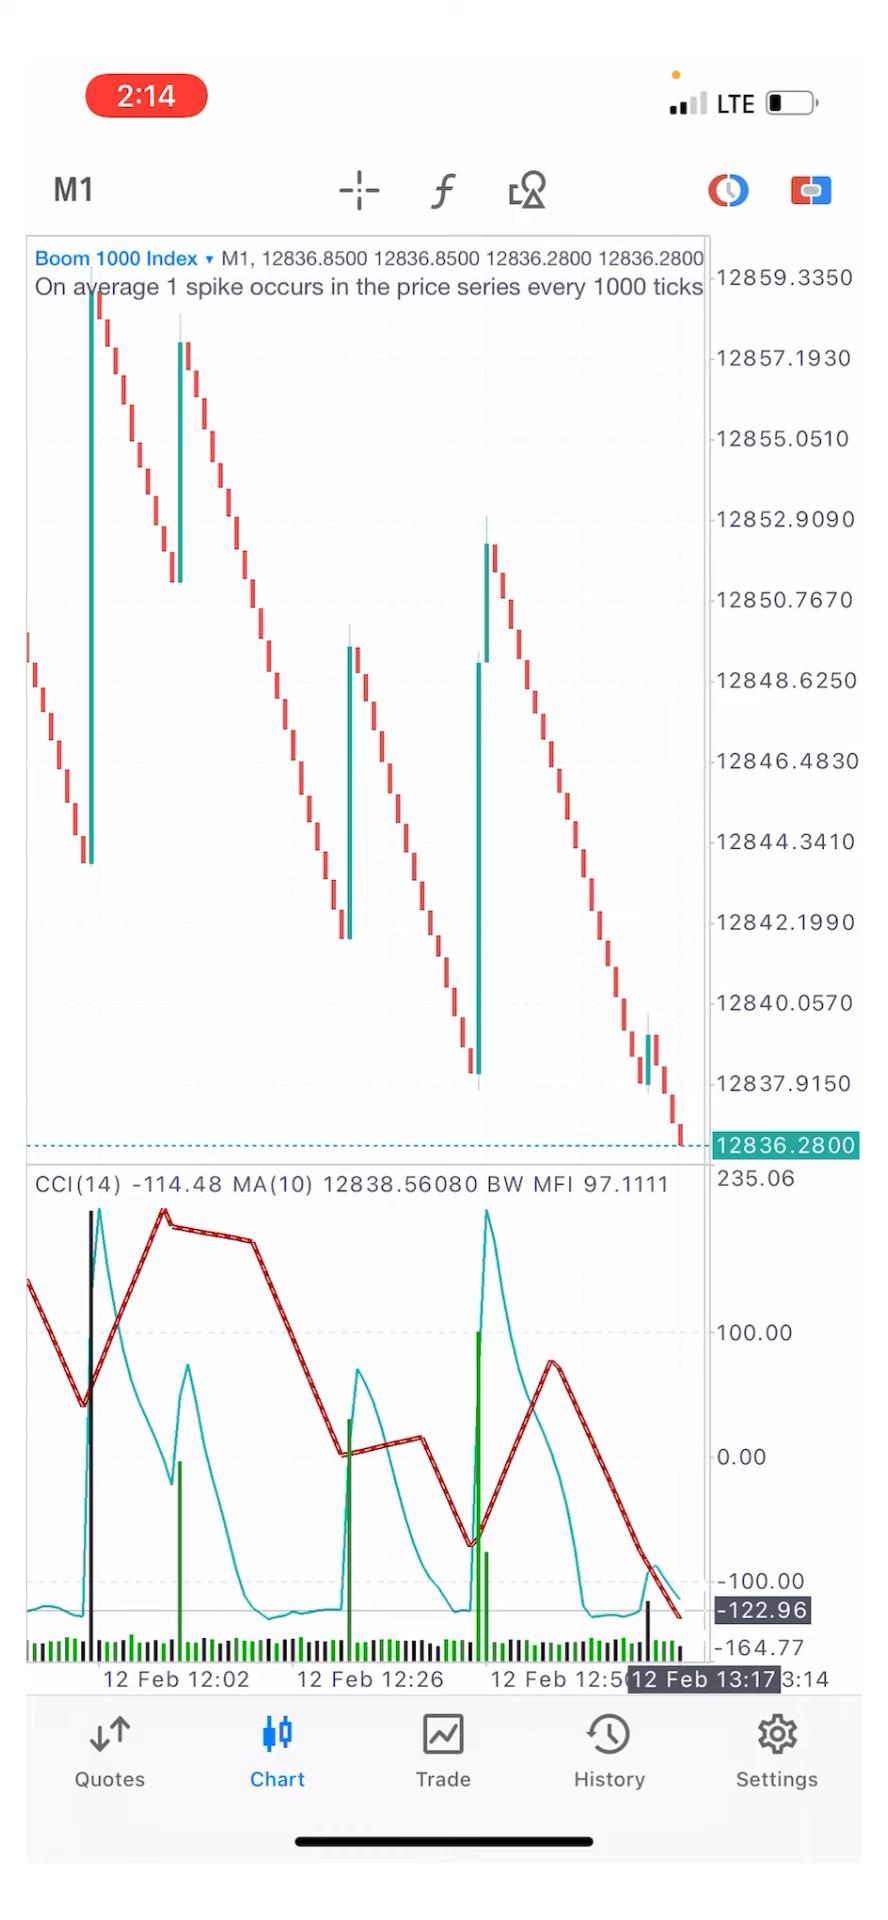 2:14
LTE
M1
Boom 1000 Index ▾ M1, 12836.8500 12836.8500 12836.2800 12836.2800
On average 1 spike occurs in the price series every 1000 ticks
12859.3350
12857.1930
12855.0510
12852.9090
12850.7670
12848.6250
12846.4830
12844.3410
12842.1990
12840.0570
12837.9150
12836.2800
CCI(14) -114.48 MA(10) 12838.56080 BW MFI 97.1111
235.06
100.00
0.00
-100.00
-122.96
-164.77
12 Feb 12:02 12 Feb 12:26 12 Feb 12:50 12 Feb 13:17 3:14
Quotes Chart Trade History Settings